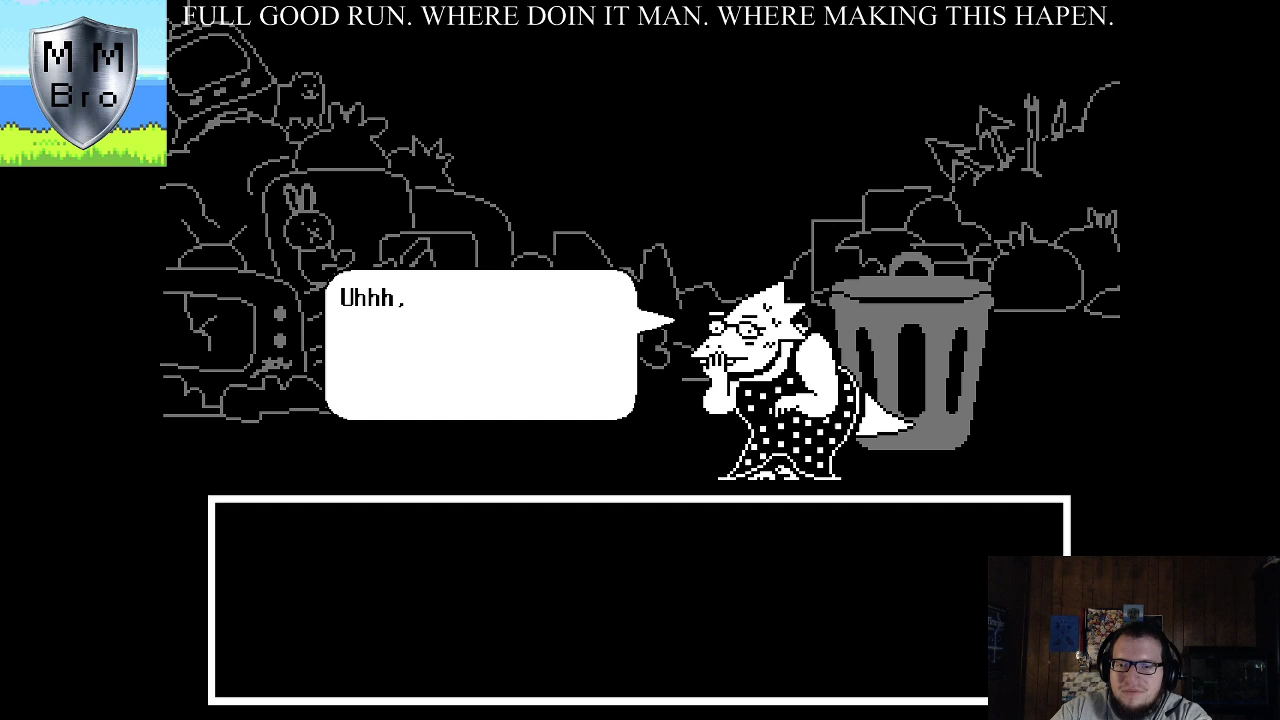 FULL GOOD RUN. WHERE DOIN IT MAN. WHERE MAKING THIS HAPEN.
M M
Bro
Uhhh,